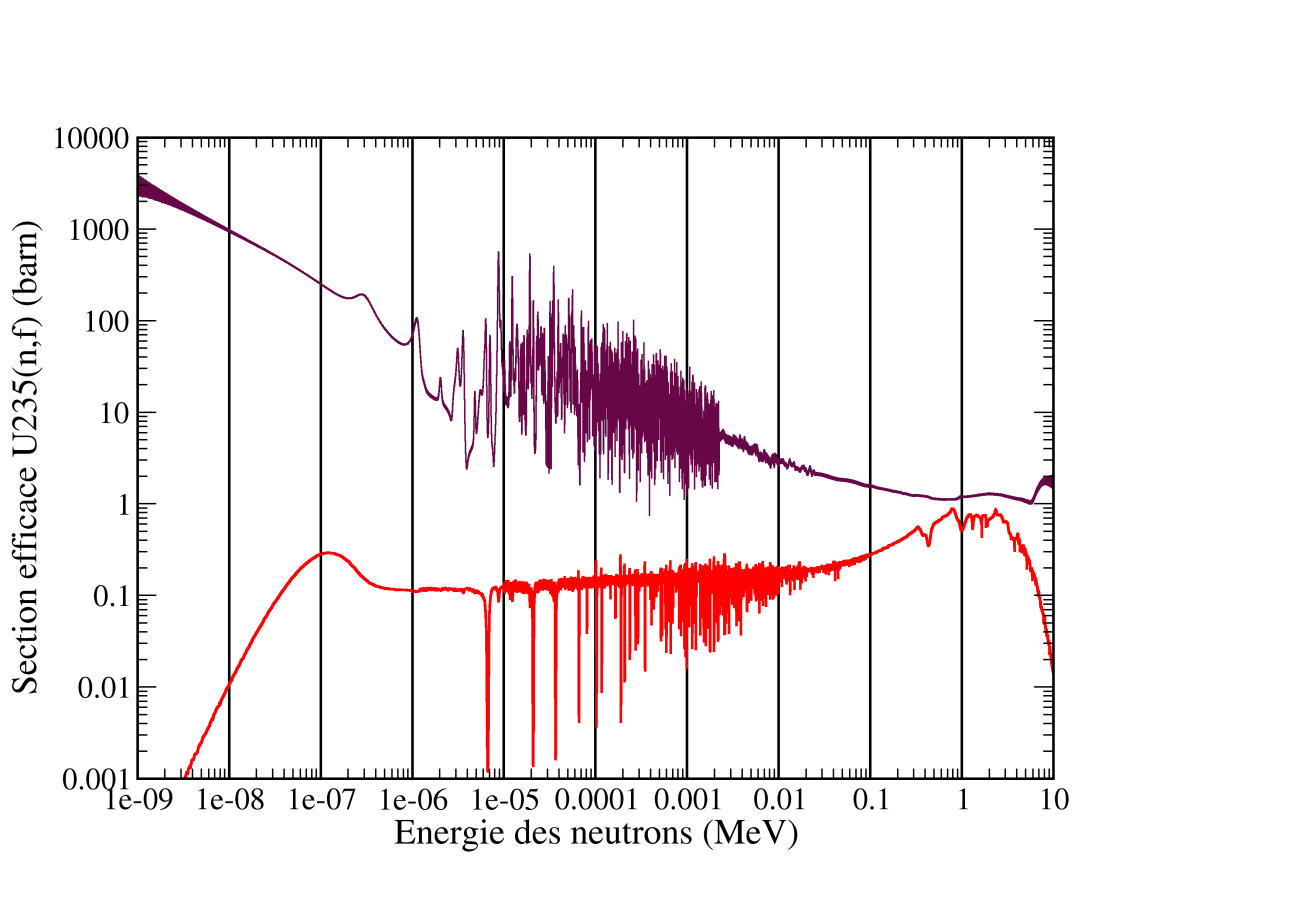 Section efficace U235(n,f) (barn)
10000
1000
100
10
1
0.1
0.01
0.001
1e-09 1e-08 1e-07 1e-06 1e-05 0.0001 0.001 0.01 0.1 1 10
Energie des neutrons (MeV)